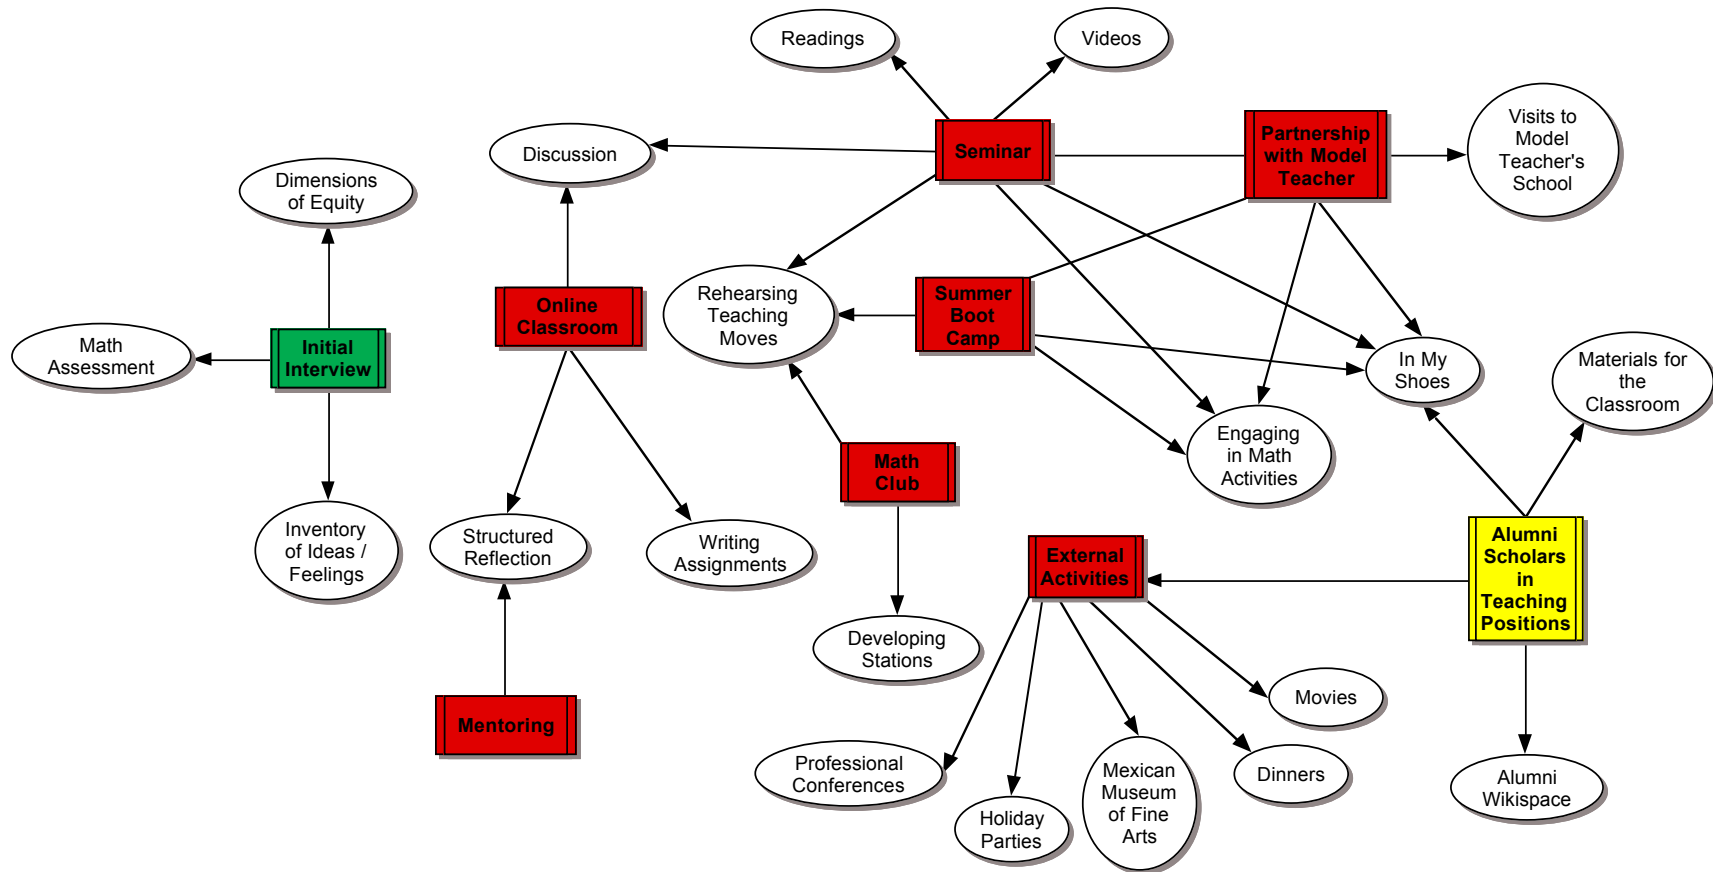 Readings
Videos
Visits to
Model
Teacher's
School
Partnership
with Model
Teacher
Seminar
Discussion
Dimensions
of Equity
Online
Classroom
Rehearsing
Teaching
Moves
Summer
Boot
Camp
Initial
Interview
Math
Assessment
In My
Shoes
Materials for
the
Classroom
Engaging
in Math
Activities
Math
Club
Inventory
of Ideas /
Feelings
Structured
Reflection
Writing
Assignments
External
Activities
Alumni
Scholars
in
Teaching
Positions
Developing
Stations
Mentoring
Movies
Professional
Conferences
Holiday
Parties
Mexican
Museum
of Fine
Arts
Dinners
Alumni
Wikispace